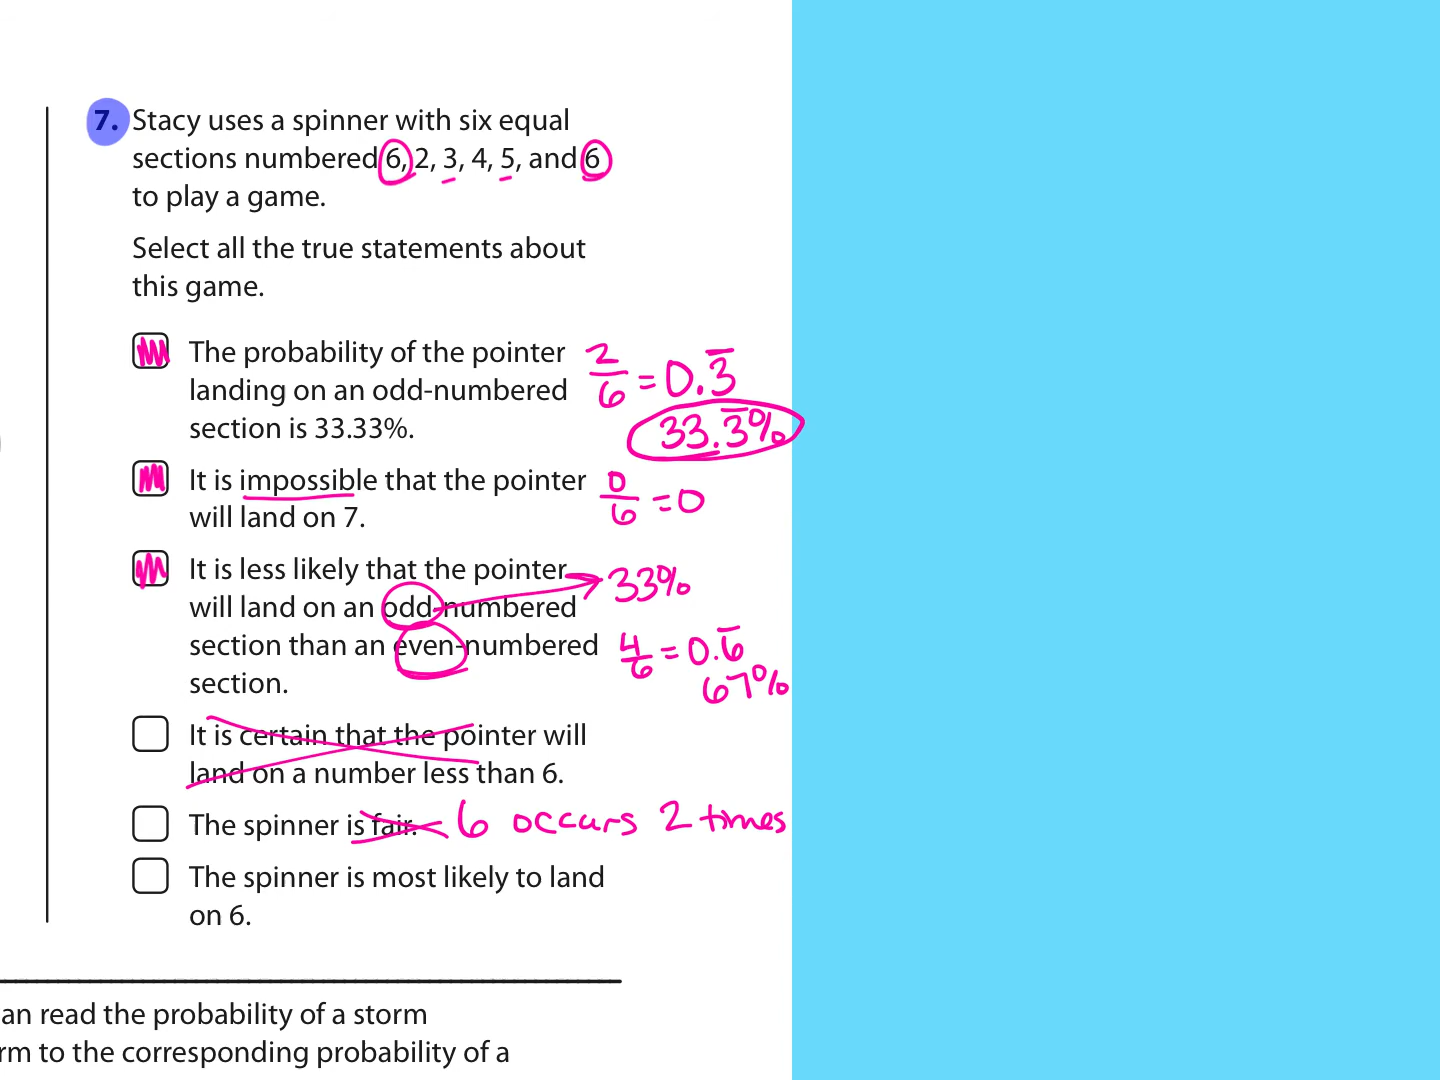 7. Stacy uses a spinner with six equal
sections numbered 6, 2, 3, 4, 5, and 6
to play a game.
Select all the true statements about
this game.
The probability of the pointer
landing on an odd-numbered
section is 33.33%.
2/6 = 0.3̅
33.3̅%
It is impossible that the pointer
will land on 7.
0/6 = 0
It is less likely that the pointer
will land on an odd-numbered
section than an even-numbered
section.
33%
4/6 = 0.6̅
67%
It is certain that the pointer will
land on a number less than 6.
The spinner is fair. 6 occurs 2 times
The spinner is most likely to land
on 6.
an read the probability of a storm
rm to the corresponding probability of a